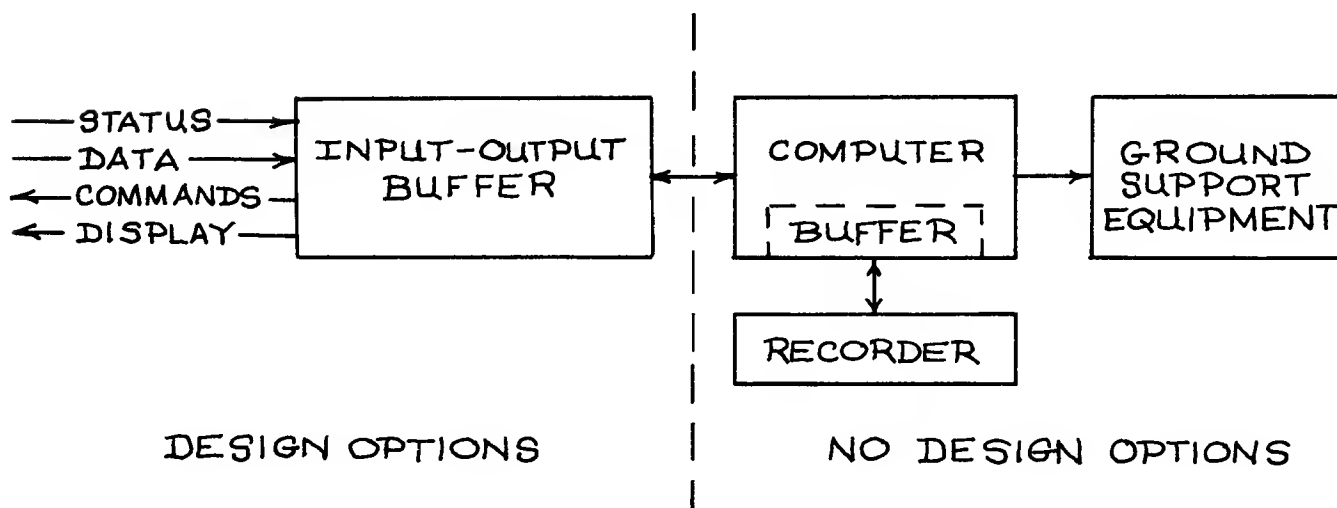 STATUS
DATA
COMMANDS
DISPLAY
INPUT-OUTPUT
BUFFER
COMPUTER
BUFFER
RECORDER
GROUND
SUPPORT
EQUIPMENT
DESIGN OPTIONS
NO DESIGN OPTIONS